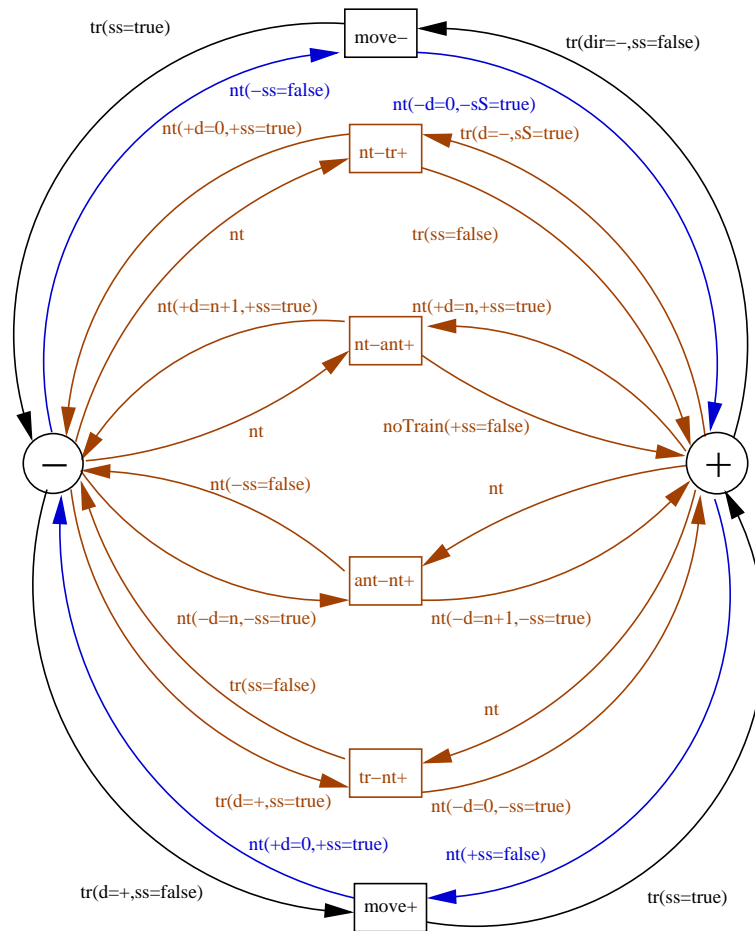 tr(ss=true)
move−
tr(dir=−,ss=false)
nt(−ss=false)
nt(−d=0,−sS=true)
nt(+d=0,+ss=true)
tr(d=−,sS=true)
nt−tr+
nt
tr(ss=false)
nt(+d=n+1,+ss=true)
nt(+d=n,+ss=true)
nt−ant+
nt
noTrain(+ss=false)
−
+
nt(−ss=false)
nt
ant−nt+
nt(−d=n,−ss=true)
nt(−d=n+1,−ss=true)
tr(ss=false)
nt
tr−nt+
tr(d=+,ss=true)
nt(−d=0,−ss=true)
nt(+d=0,+ss=true)
nt(+ss=false)
tr(d=+,ss=false)
move+
tr(ss=true)